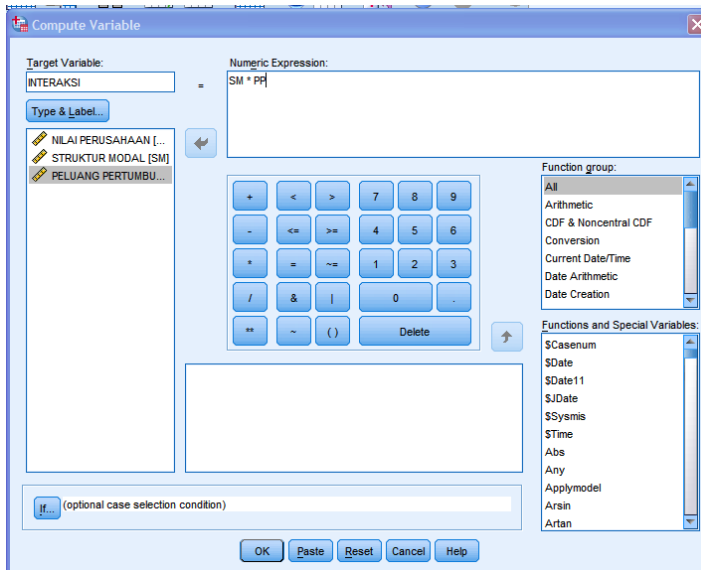 Compute Variable
Target Variable:
INTERAKSI
=
Numeric Expression:
SM * PP
Type & Label...
NILAI PERUSAHAAN [...
STRUKTUR MODAL [SM]
PELUANG PERTUMBU...
+ < > 7 8 9
- <= >= 4 5 6
* = ~= 1 2 3
/ & | 0 .
** ~ ( ) Delete
Function group:
All
Arithmetic
CDF & Noncentral CDF
Conversion
Current Date/Time
Date Arithmetic
Date Creation
Functions and Special Variables:
$Casenum
$Date
$Date11
$JDate
$Sysmis
$Time
Abs
Any
Applymodel
Arsin
Artan
If... (optional case selection condition)
OK Paste Reset Cancel Help